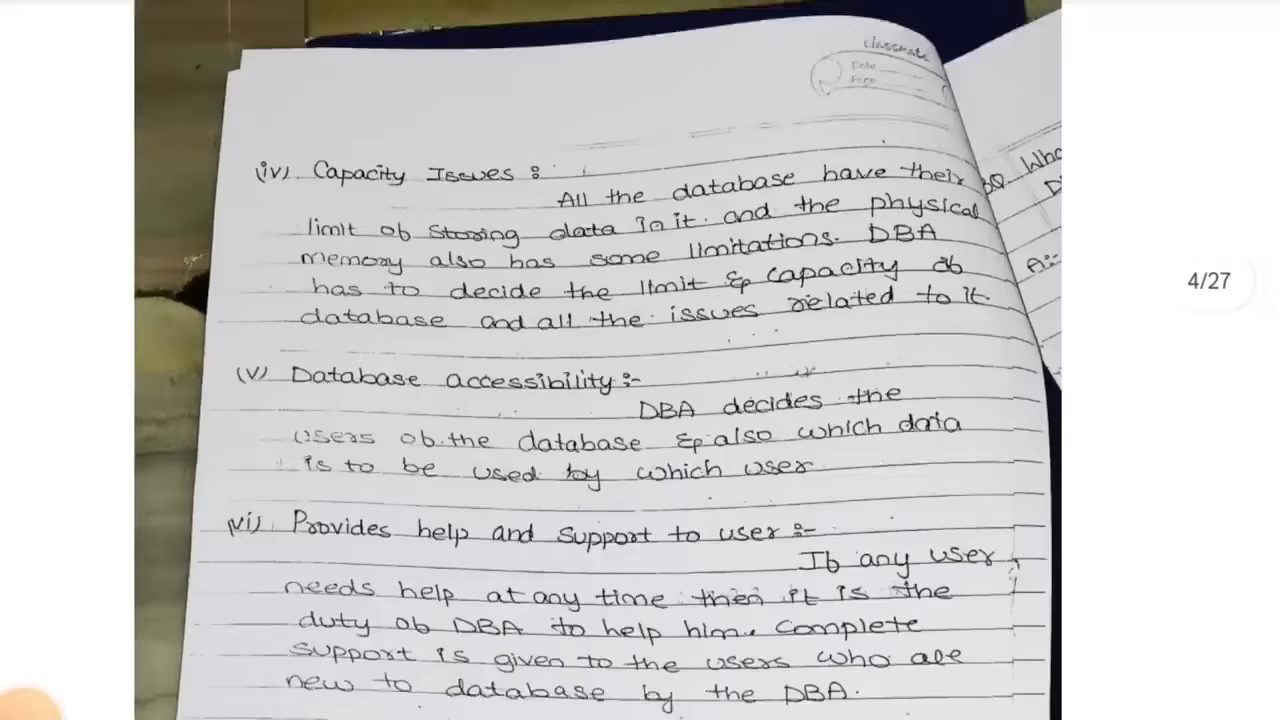 classmate
Date
Page
(iv) Capacity Issues :
All the database have their
limit of storing data in it. and the physical
memory also has some limitations. DBA
has to decide the limit & capacity of
database and all the issues related to it
(v) Database accessibility :-
DBA decides the
users of the database & also which data
is to be used by which user
(vi) Provides help and support to user :-
If any user
needs help at any time then it is the
duty of DBA to help him. Complete
support is given to the users who are
new to database by the DBA.
A:-
4/27